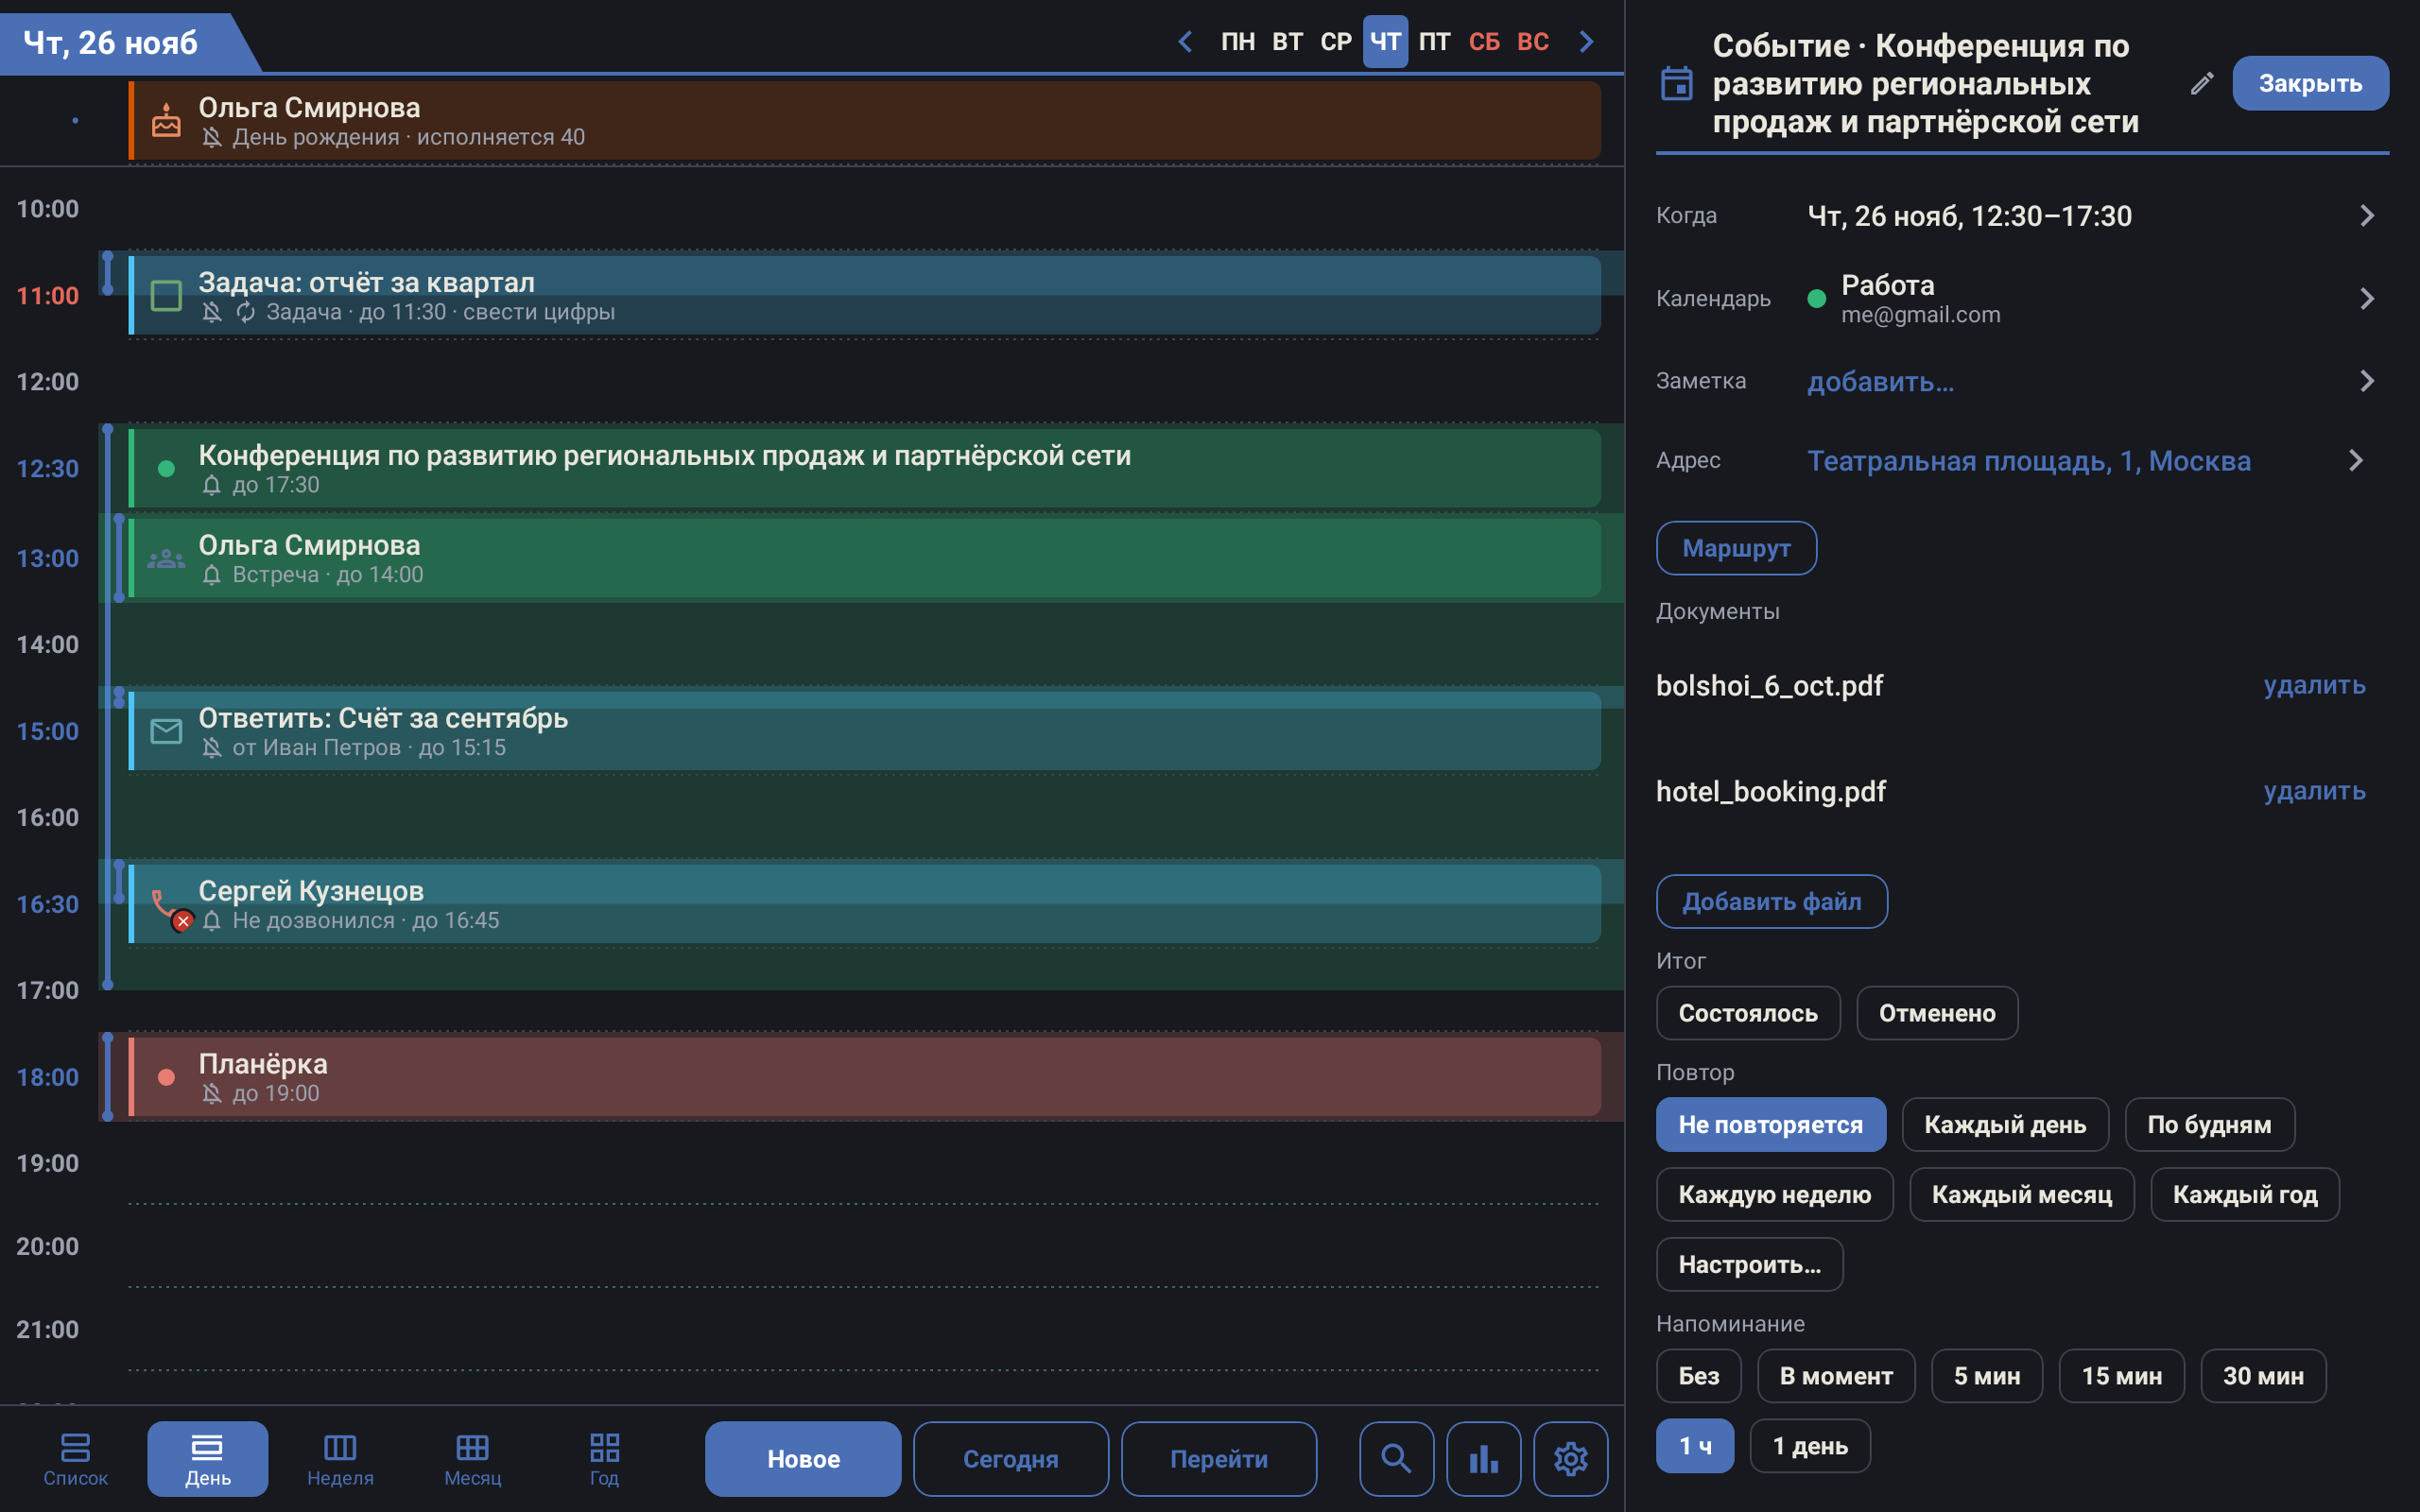 Чт, 26 нояб
ПН ВТ СР ЧТ ПТ СБ ВС
Ольга Смирнова
День рождения · исполняется 40
10:00
11:00
Задача: отчёт за квартал
Задача · до 11:30 · свести цифры
12:00
12:30
Конференция по развитию региональных продаж и партнёрской сети
до 17:30
13:00
Ольга Смирнова
Встреча · до 14:00
14:00
15:00
Ответить: Счёт за сентябрь
от Иван Петров · до 15:15
16:00
16:30
Сергей Кузнецов
Не дозвонился · до 16:45
17:00
18:00
Планёрка
до 19:00
19:00
20:00
21:00
Список
День
Неделя
Месяц
Год
Новое
Сегодня
Перейти
Событие · Конференция по
развитию региональных
продаж и партнёрской сети
Закрыть
Когда
Чт, 26 нояб, 12:30–17:30
Календарь
Работа
me@gmail.com
Заметка
добавить...
Адрес
Театральная площадь, 1, Москва
Маршрут
Документы
bolshoi_6_oct.pdf
удалить
hotel_booking.pdf
удалить
Добавить файл
Итог
Состоялось
Отменено
Повтор
Не повторяется
Каждый день
По будням
Каждую неделю
Каждый месяц
Каждый год
Настроить...
Напоминание
Без
В момент
5 мин
15 мин
30 мин
1 ч
1 день